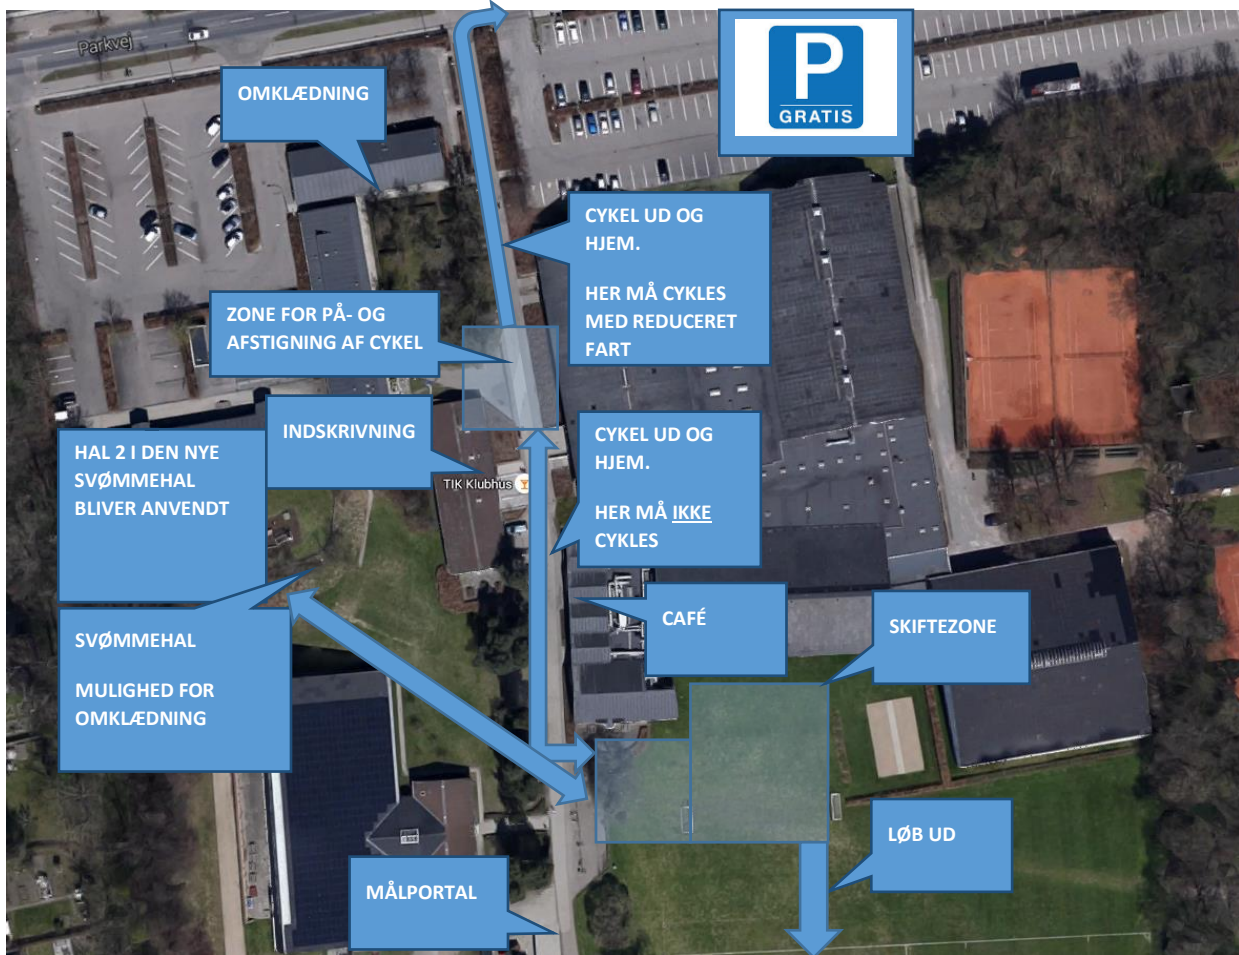 Parkvej
P
GRATIS
OMKLÆDNING
CYKEL UD OG
HJEM.
HER MÅ CYKLES
MED REDUCERET
FART
ZONE FOR PÅ- OG
AFSTIGNING AF CYKEL
INDSKRIVNING
HAL 2 I DEN NYE
SVØMMEHAL
BLIVER ANVENDT
CYKEL UD OG
HJEM.
HER MÅ IKKE
CYKLES
TIK Klubhus
SVØMMEHAL
MULIGHED FOR
OMKLÆDNING
CAFÉ
SKIFTEZONE
LØB UD
MÅLPORTAL